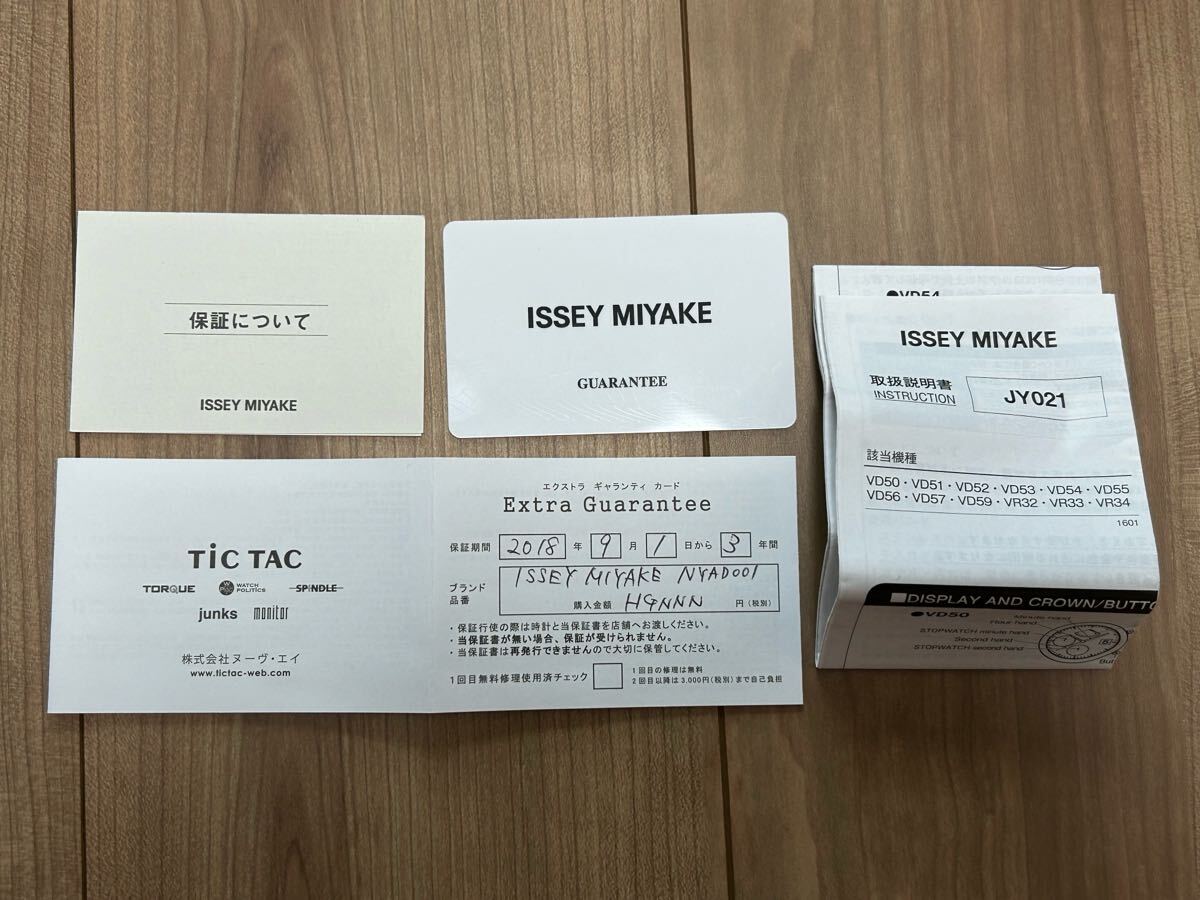 保証について
ISSEY MIYAKE
ISSEY MIYAKE
GUARANTEE
●VD54
ISSEY MIYAKE
取扱説明書
INSTRUCTION
JY021
該当機種
VD50・VD51・VD52・VD53・VD54・VD55
VD56・VD57・VD59・VR32・VR33・VR34
1601
■DISPLAY AND CROWN/BUTTO
●VD50
Minute hand
Hour hand
STOPWATCH minute hand
Second hand
STOPWATCH second hand
TiC TAC
TORQUE WATCH POLITICS SPINDLE
junks monitor
株式会社ヌーヴ・エイ
www.tictac-web.com
エクストラ ギャランティ カード
Extra Guarantee
保証期間 2018 年 9 月 1 日から 3 年間
ブランド 品番 ISSEY MIYAKE NYAD001
購入金額 HGNNN 円(税別)
・保証行使の際は時計と当保証書を店舗へお渡しください。
・当保証書が無い場合、保証が受けられません。
・当保証書は再発行できませんので大切に保管してください。
1回目無料修理使用済チェック
1回目の修理は無料
2回目以降は3,000円(税別)まで自己負担